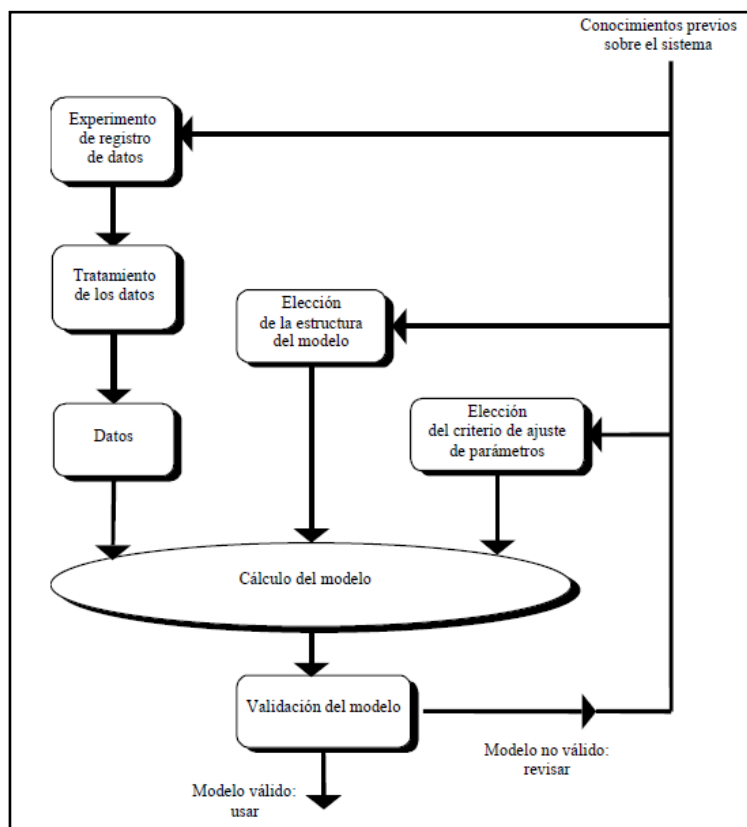 Conocimientos previos
sobre el sistema
Experimento
de registro
de datos
Tratamiento
de los datos
Elección
de la estructura
del modelo
Elección
del criterio de ajuste
de parámetros
Datos
Cálculo del modelo
Validación del modelo
Modelo no válido:
revisar
Modelo válido:
usar